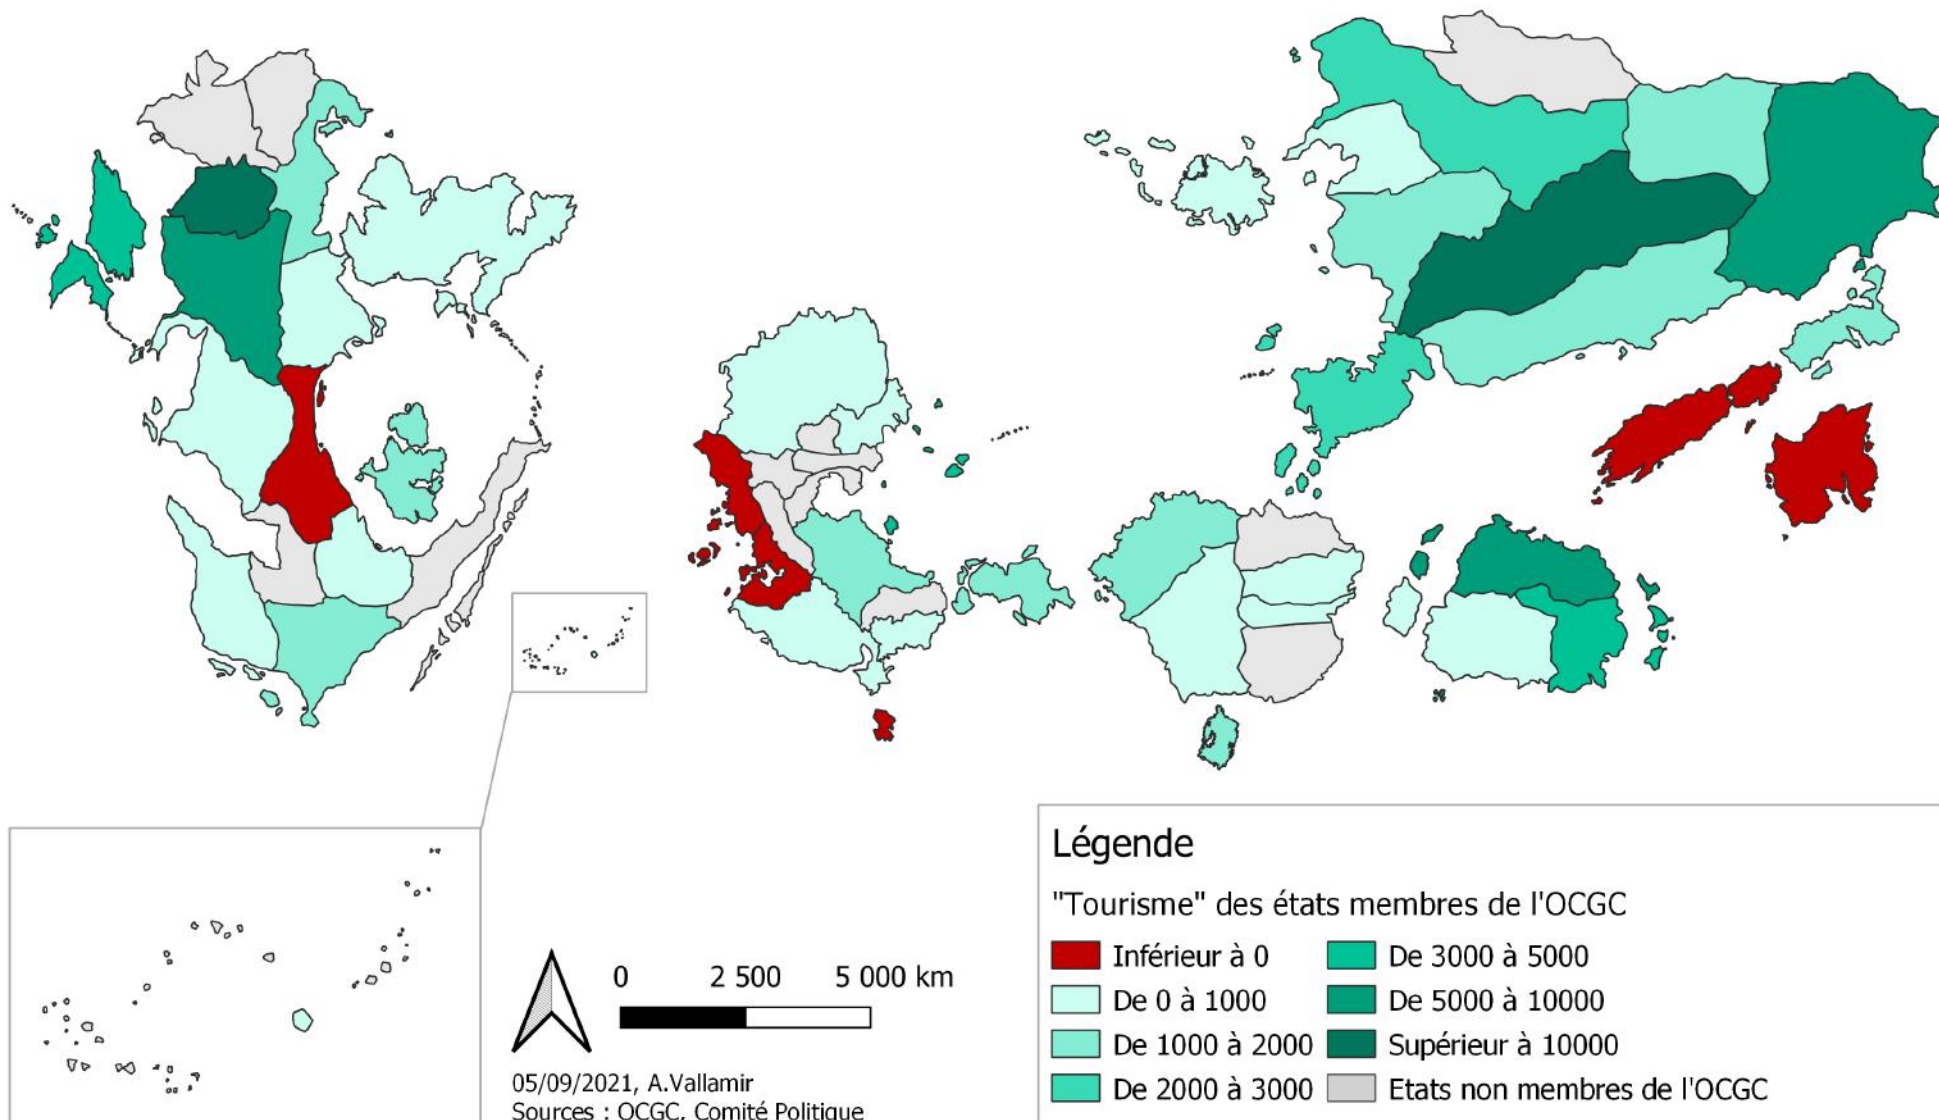 Légende
"Tourisme" des états membres de l'OCGC
Inférieur à 0
De 0 à 1000
De 1000 à 2000
De 2000 à 3000
De 3000 à 5000
De 5000 à 10000
Supérieur à 10000
Etats non membres de l'OCGC
0 2 500 5 000 km
05/09/2021, A.Vallamir
Sources : OCGC, Comité Politique